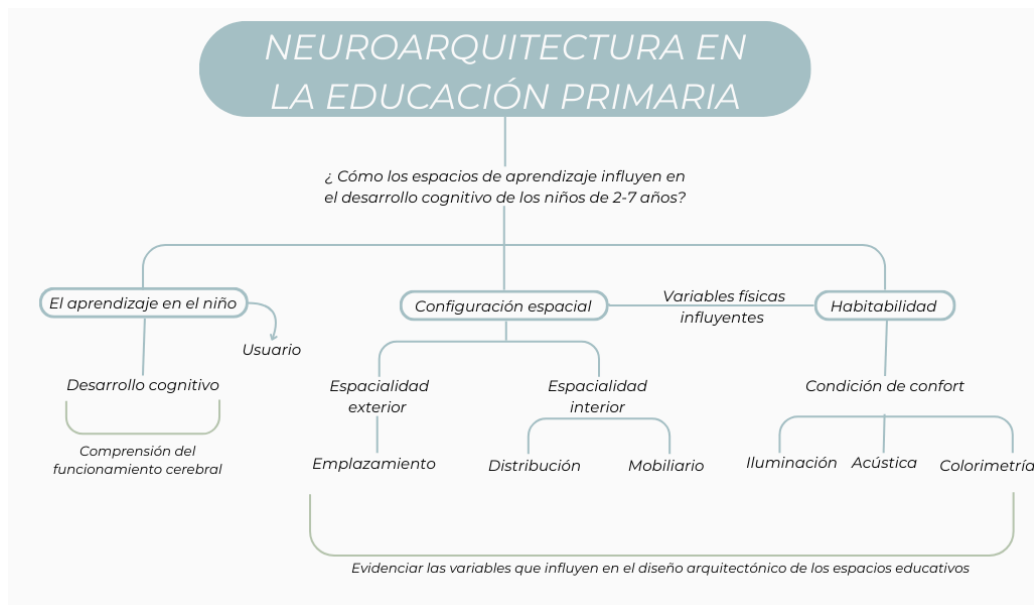 NEUROARQUITECTURA EN
LA EDUCACIÓN PRIMARIA
¿ Cómo los espacios de aprendizaje influyen en
el desarrollo cognitivo de los niños de 2-7 años?
El aprendizaje en el niño
Usuario
Desarrollo cognitivo
Comprensión del
funcionamiento cerebral
Configuración espacial
Variables físicas
influyentes
Habitabilidad
Espacialidad
exterior
Espacialidad
interior
Condición de confort
Emplazamiento
Distribución
Mobiliario
Iluminación
Acústica
Colorimetría
Evidenciar las variables que influyen en el diseño arquitectónico de los espacios educativos